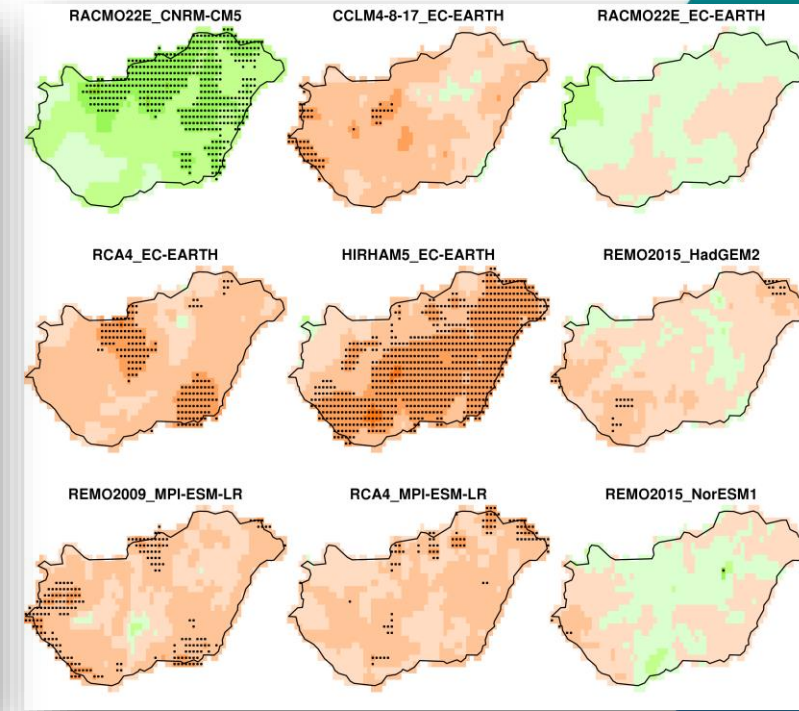 RACMO22E_CNRM-CM5
CCLM4-8-17_EC-EARTH
RACMO22E_EC-EARTH
RCA4_EC-EARTH
HIRHAM5_EC-EARTH
REMO2015_HadGEM2
REMO2009_MPI-ESM-LR
RCA4_MPI-ESM-LR
REMO2015_NorESM1